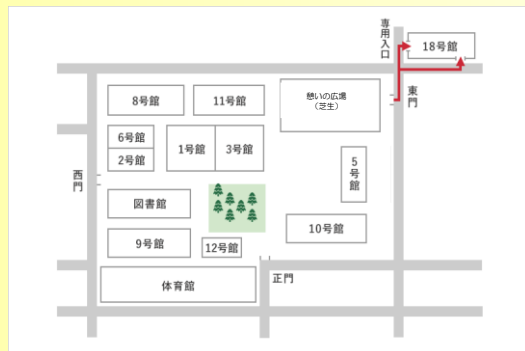 専用入口
18号館
8号館
11号館
憩いの広場
(芝生)
東門
6号館
2号館
1号館
3号館
5号館
西門
図書館
10号館
9号館
12号館
正門
体育館